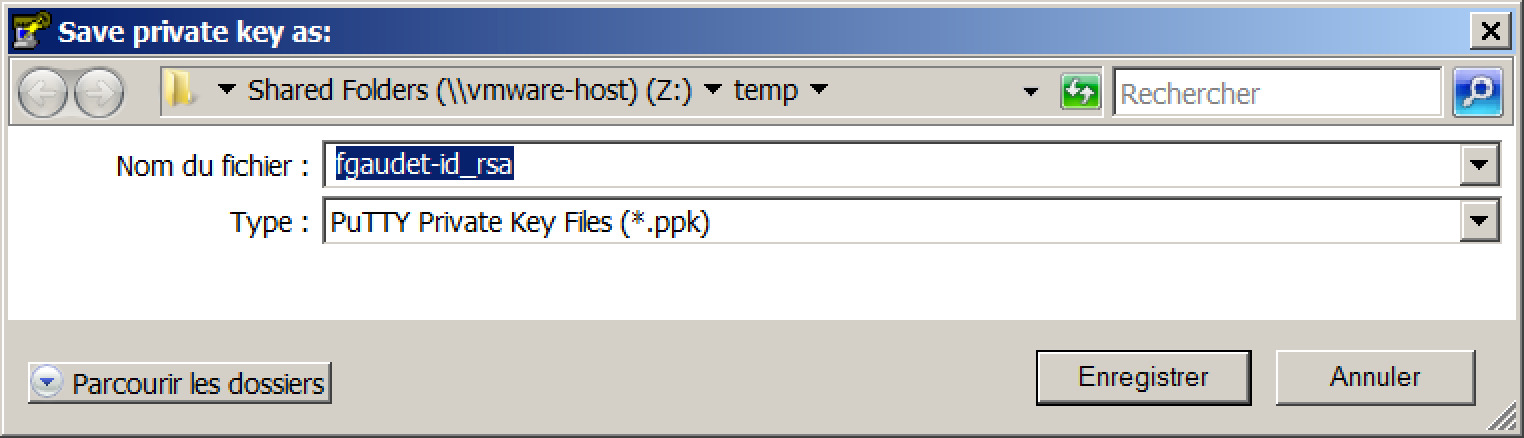 Save private key as:
Shared Folders (\\vmware-host) (Z:) temp Rechercher
Nom du fichier : fgaudet-id_rsa
Type : PuTTY Private Key Files (*.ppk)
Parcourir les dossiers Enregistrer Annuler